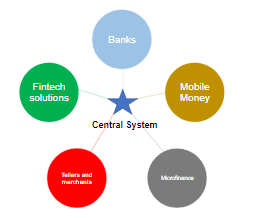 Banks
Fintech
solutions
Mobile
Money
Central System
Tellers and
merchants
Microfinance